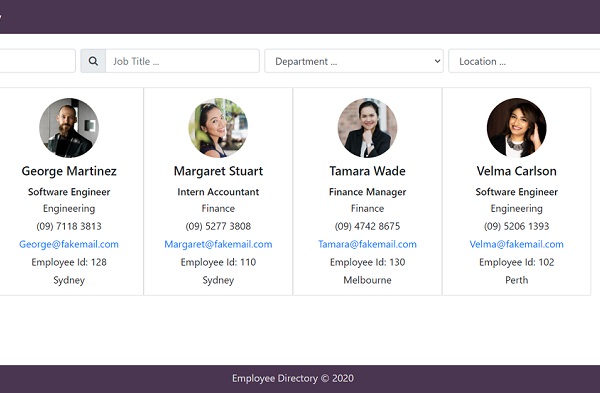 Job Title ...
Department ...
Location ...
George Martinez
Software Engineer
Engineering
(09) 7118 3813
George@fakemail.com
Employee Id: 128
Sydney
Margaret Stuart
Intern Accountant
Finance
(09) 5277 3808
Margaret@fakemail.com
Employee Id: 110
Sydney
Tamara Wade
Finance Manager
Finance
(09) 4742 8675
Tamara@fakemail.com
Employee Id: 130
Melbourne
Velma Carlson
Software Engineer
Engineering
(09) 5206 1393
Velma@fakemail.com
Employee Id: 102
Perth
Employee Directory © 2020